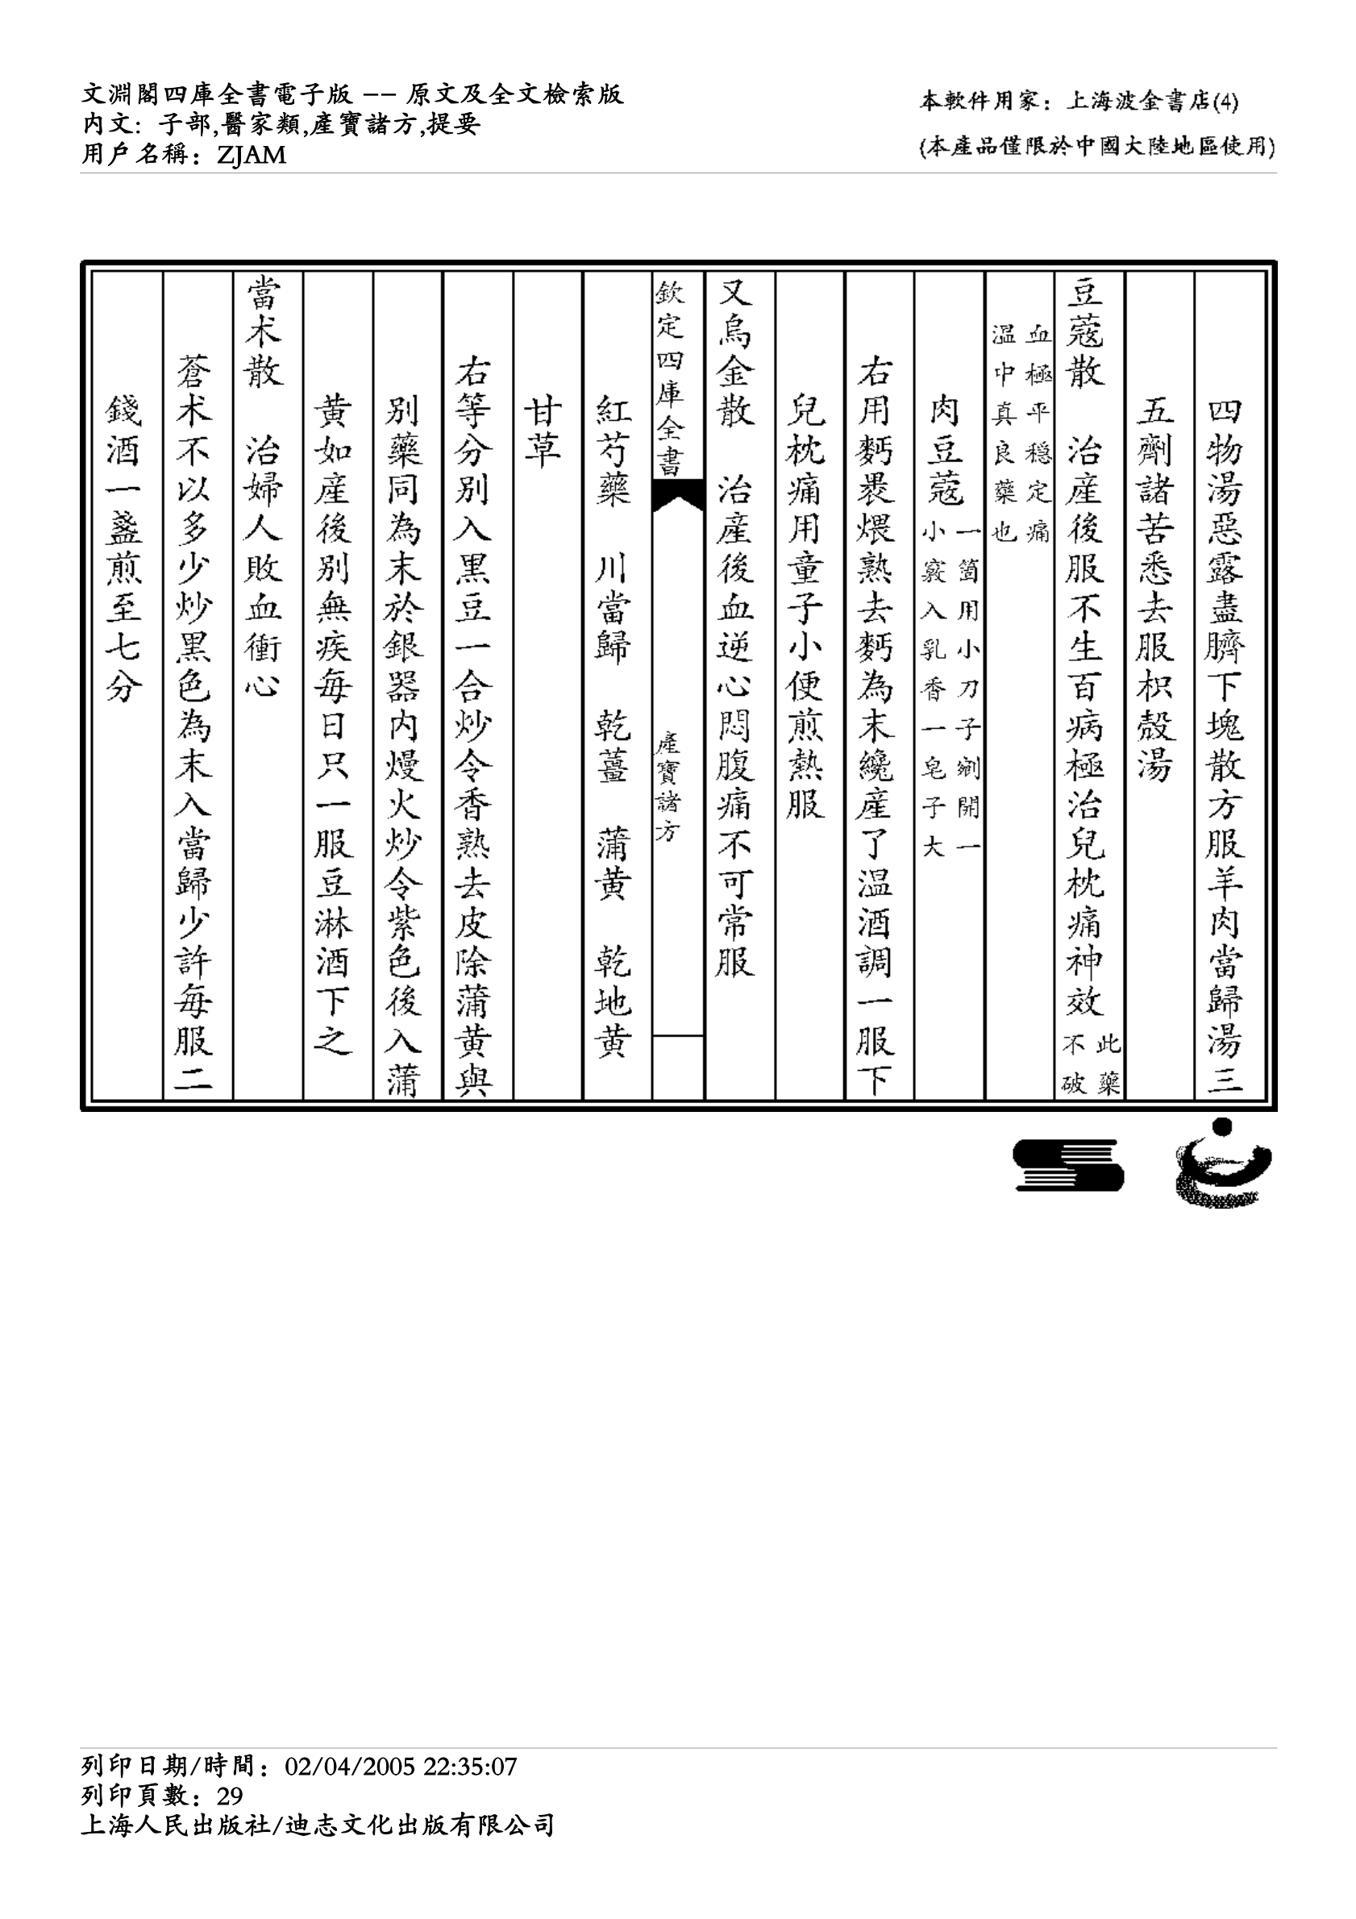 文淵閣四庫全書電子版 -- 原文及全文檢索版
内文：子部,醫家類,產寶諸方,提要
用戶名稱：ZJAM
本軟件用家：上海波金書店(4)
(本產品僅限於中國大陸地區使用)
四物湯惡露盡臍下塊散方服羊肉當歸湯三
五劑諸苦悉去服枳殼湯
豆蔻散　治產後服不生百病極治兒枕痛神效此藥不破
血極平穩定痛
溫中真良藥也
肉豆蔻一箇用小刀子剜開一小竅入乳香一皂子大
右用麪裹煨熟去麪為末纔產了温酒調一服下
兒枕痛用童子小便煎熱服
又烏金散　治產後血逆心悶腹痛不可常服
欽定四庫全書　產寶諸方
紅芍藥　川當歸　乾薑　蒲黄　乾地黄
甘草
右等分别入黑豆一合炒令香熟去皮除蒲黄與
别藥同為末於銀器内熳火炒令紫色後入蒲
黄如產後别無疾每日只一服豆淋酒下之
當术散　治婦人敗血衝心
蒼术不以多少炒黑色為末入當歸少許每服二
錢酒一盞煎至七分
列印日期/時間：02/04/2005 22:35:07
列印頁數：29
上海人民出版社/迪志文化出版有限公司